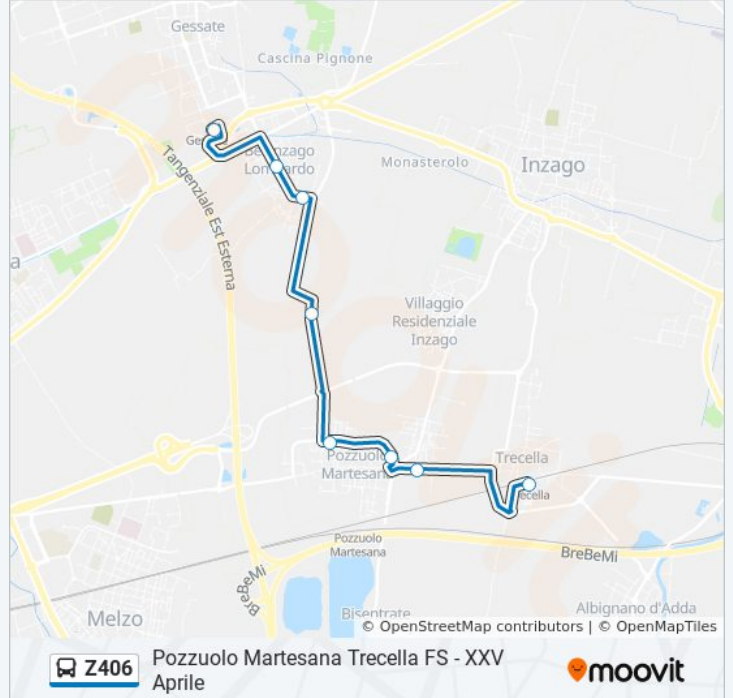 Gessate
Cascina Pignone
Lombardo
Monasterolo
Inzago
Tangenziale Est Esterna
a
Villaggio
Residenziale
Inzago
Pozzuolo
Martesana
Trecella
Pozzuolo
Martesana
BreBeMi
BreBeMi
Melzo
Bisentrate
Albignano d'Adda
© OpenStreetMap contributors | © OpenMapTiles
Z406
Pozzuolo Martesana Trecella FS - XXV
Aprile
moovit